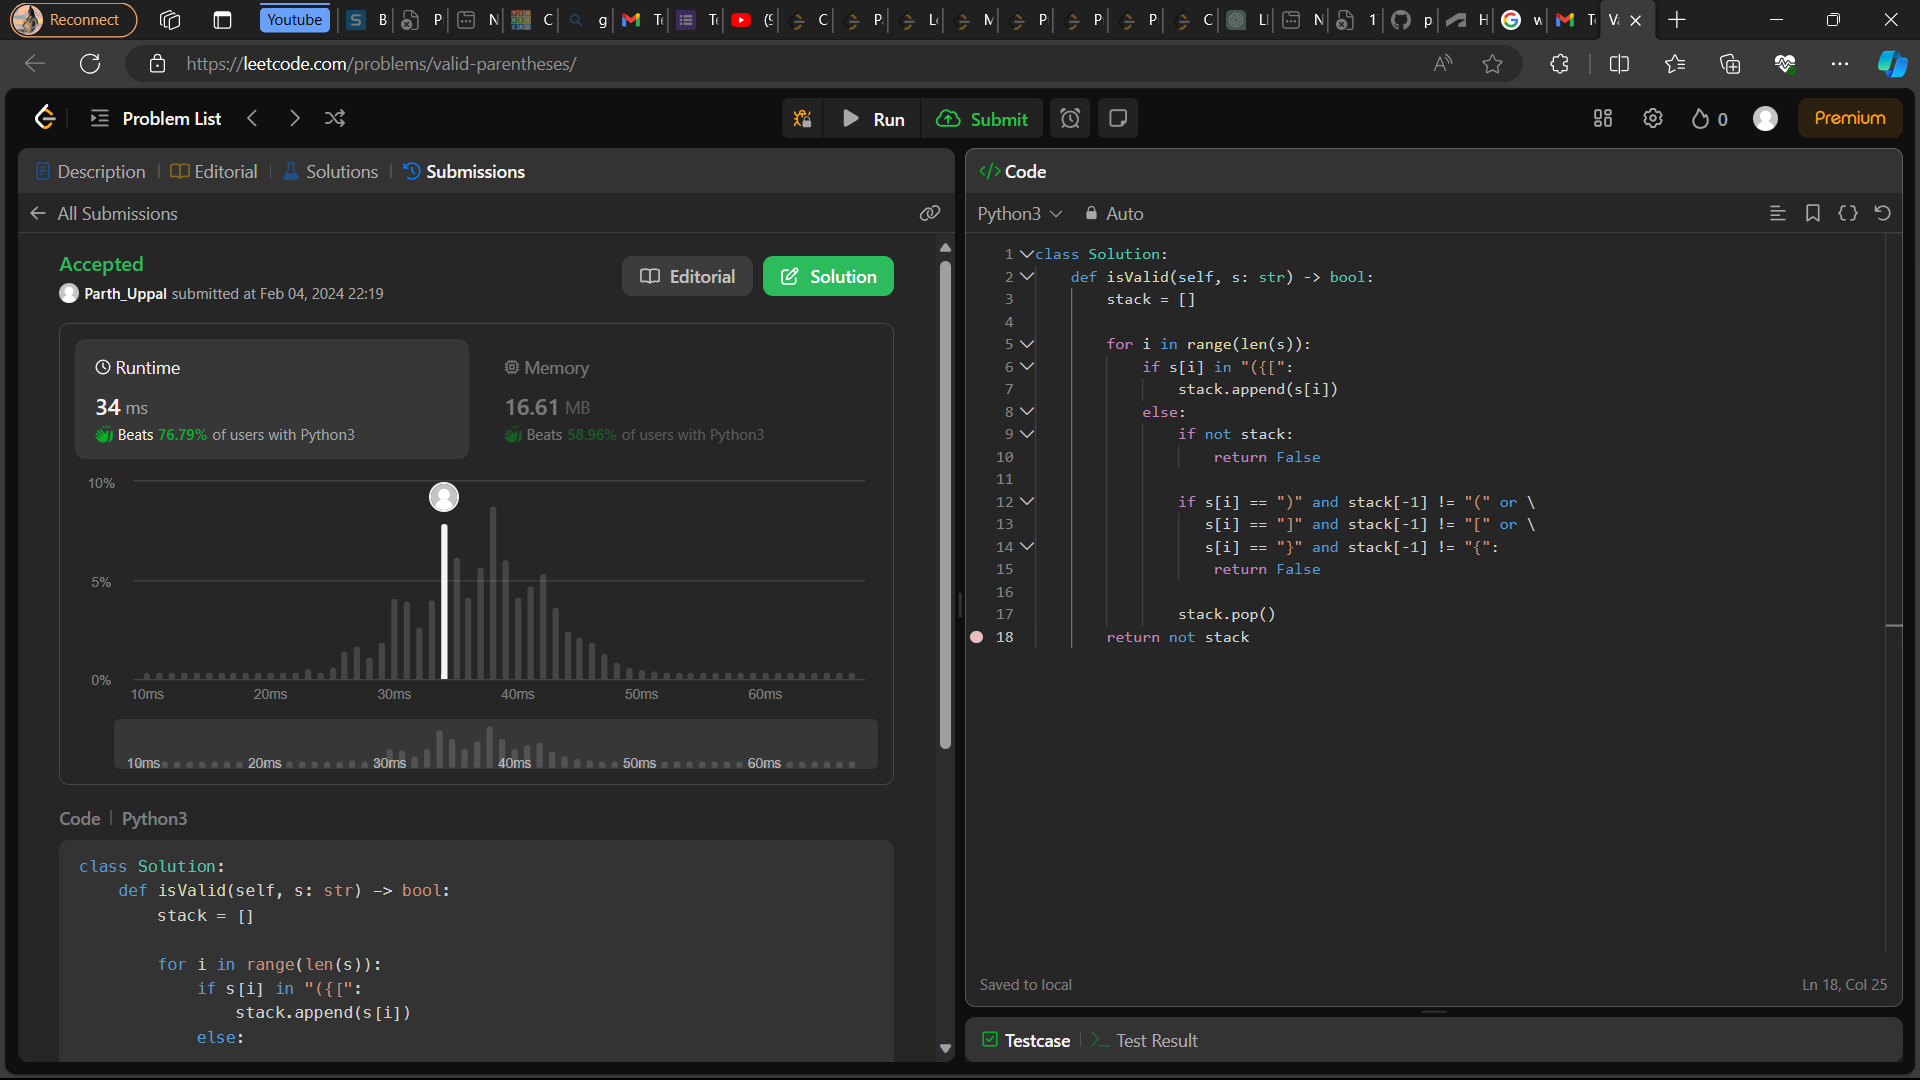 Reconnect
Youtube
https://leetcode.com/problems/valid-parentheses/
Problem List
Run
Submit
0
Premium
Description
Editorial
Solutions
Submissions
All Submissions
Accepted
Parth_Uppal submitted at Feb 04, 2024 22:19
Editorial
Solution
Runtime
34 ms
Beats 76.79% of users with Python3
Memory
16.61 MB
Beats 58.96% of users with Python3
10%
5%
0%
10ms 20ms 30ms 40ms 50ms 60ms
10ms 20ms 30ms 40ms 50ms 60ms
Code | Python3
class Solution:
    def isValid(self, s: str) -> bool:
        stack = []
        for i in range(len(s)):
            if s[i] in "({[":
                stack.append(s[i])
            else:
</> Code
Python3
Auto
1 class Solution:
2     def isValid(self, s: str) -> bool:
3         stack = []
4
5         for i in range(len(s)):
6             if s[i] in "({[":
7                 stack.append(s[i])
8             else:
9                 if not stack:
10                     return False
11
12                 if s[i] == ")" and stack[-1] != "(" or \
13                    s[i] == "]" and stack[-1] != "[" or \
14                    s[i] == "}" and stack[-1] != "{":
15                     return False
16
17                 stack.pop()
18         return not stack
Saved to local
Ln 18, Col 25
Testcase
Test Result